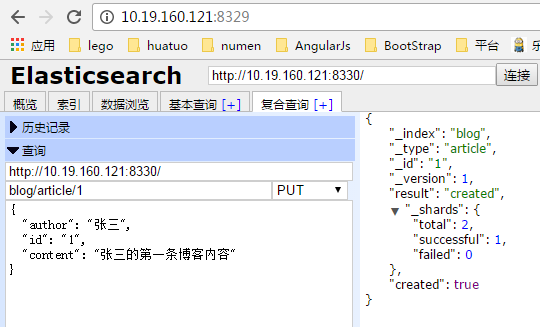 10.19.160.121:8329
应用 lego huatuo numen AngularJs BootStrap 平台 乐
Elasticsearch http://10.19.160.121:8330/ 连接
概览 索引 数据浏览 基本查询 [+] 复合查询 [+]
历史记录
查询
http://10.19.160.121:8330/
blog/article/1 PUT
{
"author": "张三",
"id": "1",
"content": "张三的第一条博客内容"
}
{
"_index": "blog",
"_type": "article",
"_id": "1",
"_version": 1,
"result": "created",
"_shards": {
"total": 2,
"successful": 1,
"failed": 0
},
"created": true
}